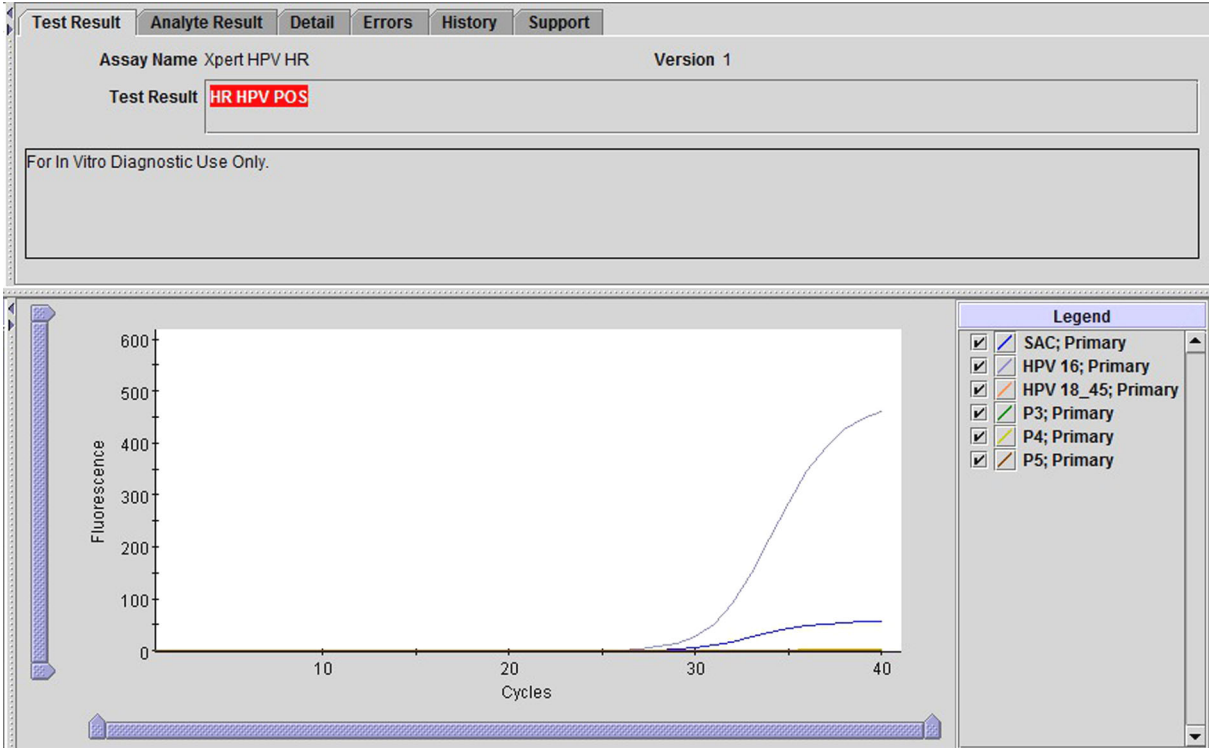 Test Result Analyte Result Detail Errors History Support
Assay Name Xpert HPV HR Version 1
Test Result HR HPV POS
For In Vitro Diagnostic Use Only.
Legend
SAC; Primary
HPV 16; Primary
HPV 18_45; Primary
P3; Primary
P4; Primary
P5; Primary
600
500
400
300
200
100
0
Fluorescence
10 20 30 40
Cycles